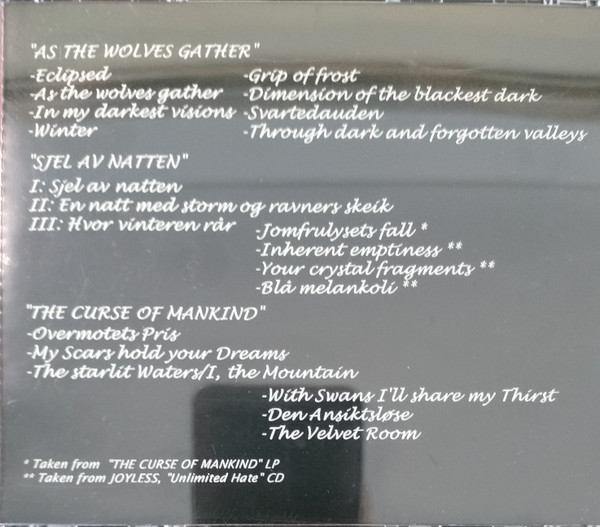 "AS THE WOLVES GATHER"
-Eclipsed
-As the wolves gather
-In my darkest visions
-Winter
-Grip of frost
-Dimension of the blackest dark
-Svartedauden
-Through dark and forgotten valleys
"SJEL AV NATTEN"
I: Sjel av natten
II: En natt med storm og ravners skeik
III: Hvor vinteren rår
-Jomfrulysets fall *
-Inherent emptiness **
-Your crystal fragments **
-Blå melankoli **
"THE CURSE OF MANKIND"
-Overmotets Pris
-My Scars hold your Dreams
-The starlit Waters/I, the Mountain
-With Swans I'll share my Thirst
-Den Ansiktsløse
-The Velvet Room
* Taken from "THE CURSE OF MANKIND" LP
** Taken from JOYLESS, "Unlimited Hate" CD